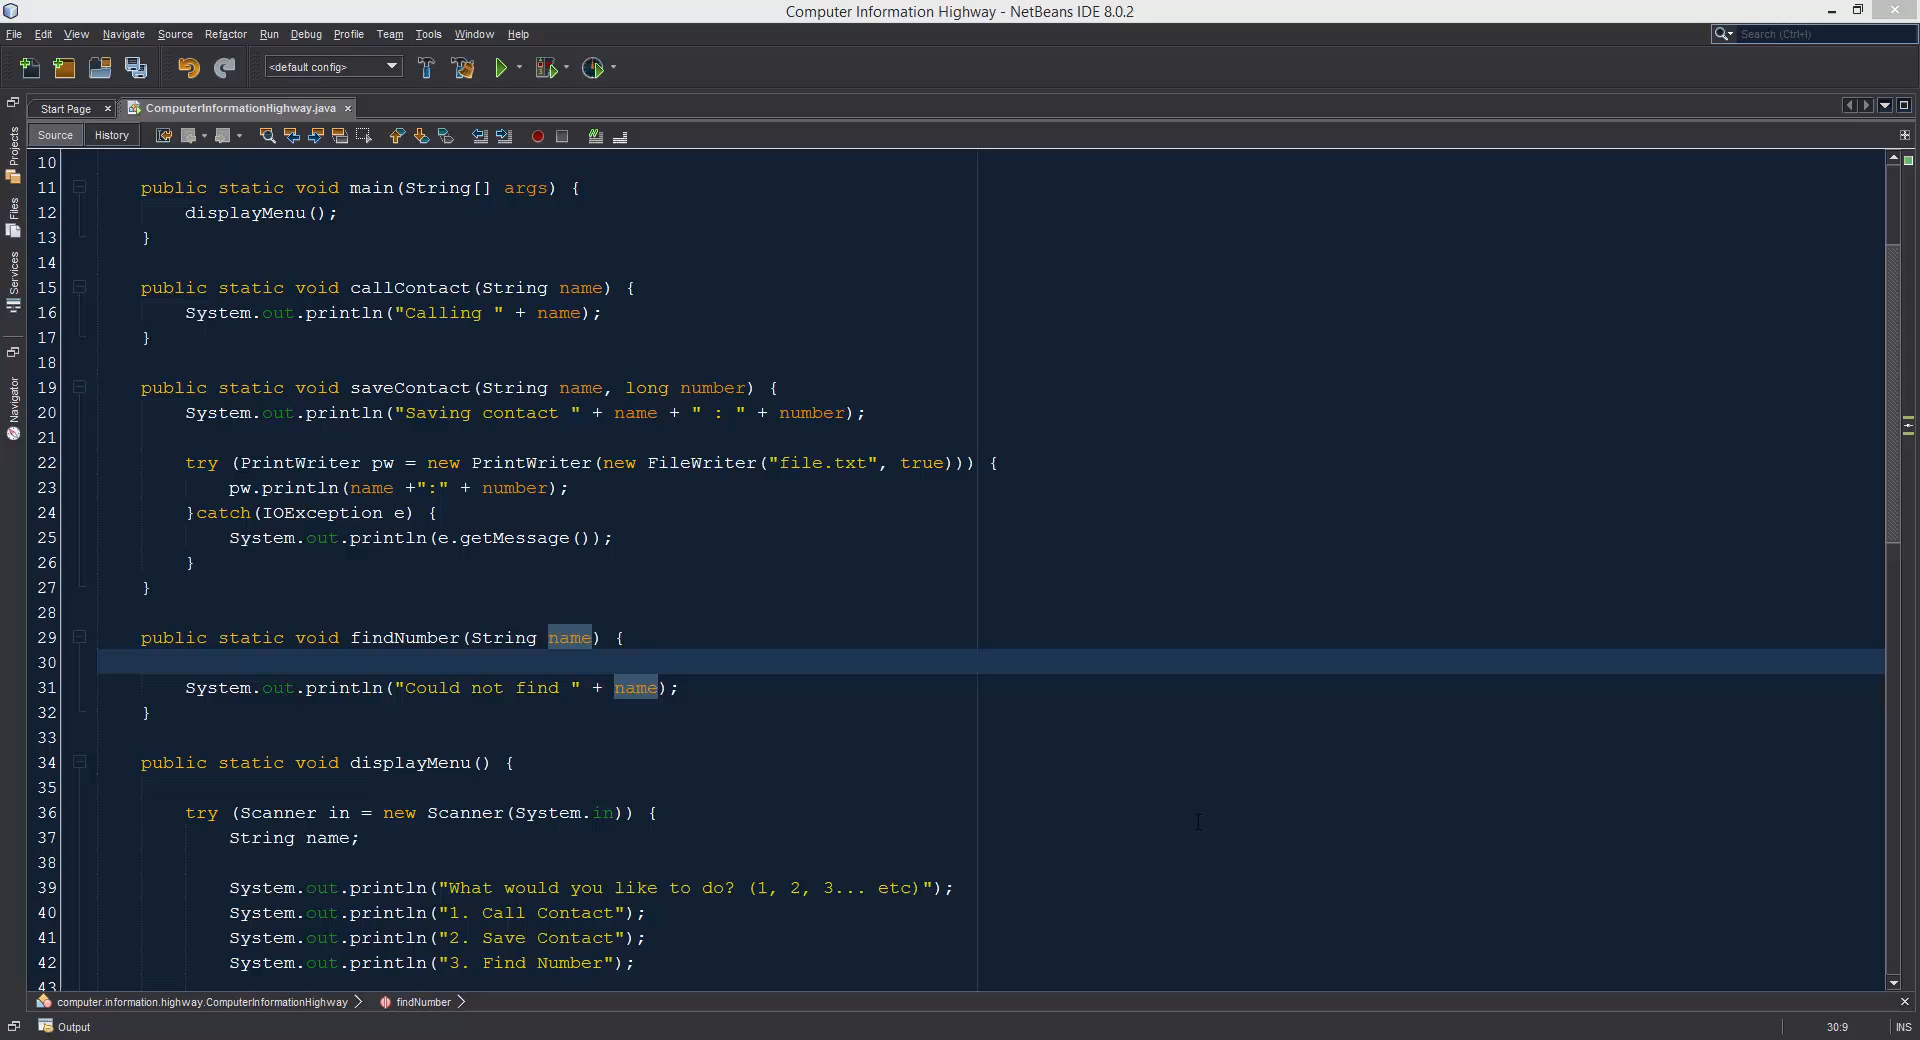 Computer Information Highway - NetBeans IDE 8.0.2
File Edit View Navigate Source Refactor Run Debug Profile Team Tools Window Help
Search (Ctrl+I)
<default config>
Start Page
ComputerInformationHighway.java
Source History
Projects
Files
Services
Navigator
10
11 public static void main(String[] args) {
12 displayMenu();
13 }
14
15 public static void callContact(String name) {
16 System.out.println("Calling " + name);
17 }
18
19 public static void saveContact(String name, long number) {
20 System.out.println("Saving contact " + name + " : " + number);
21
22 try (PrintWriter pw = new PrintWriter(new FileWriter("file.txt", true))) {
23 pw.println(name +":" + number);
24 }catch(IOException e) {
25 System.out.println(e.getMessage());
26 }
27 }
28
29 public static void findNumber(String name) {
30
31 System.out.println("Could not find " + name);
32 }
33
34 public static void displayMenu() {
35
36 try (Scanner in = new Scanner(System.in)) {
37 String name;
38
39 System.out.println("What would you like to do? (1, 2, 3... etc)");
40 System.out.println("1. Call Contact");
41 System.out.println("2. Save Contact");
42 System.out.println("3. Find Number");
43
computer.information.highway.ComputerInformationHighway findNumber
Output
30:9 INS